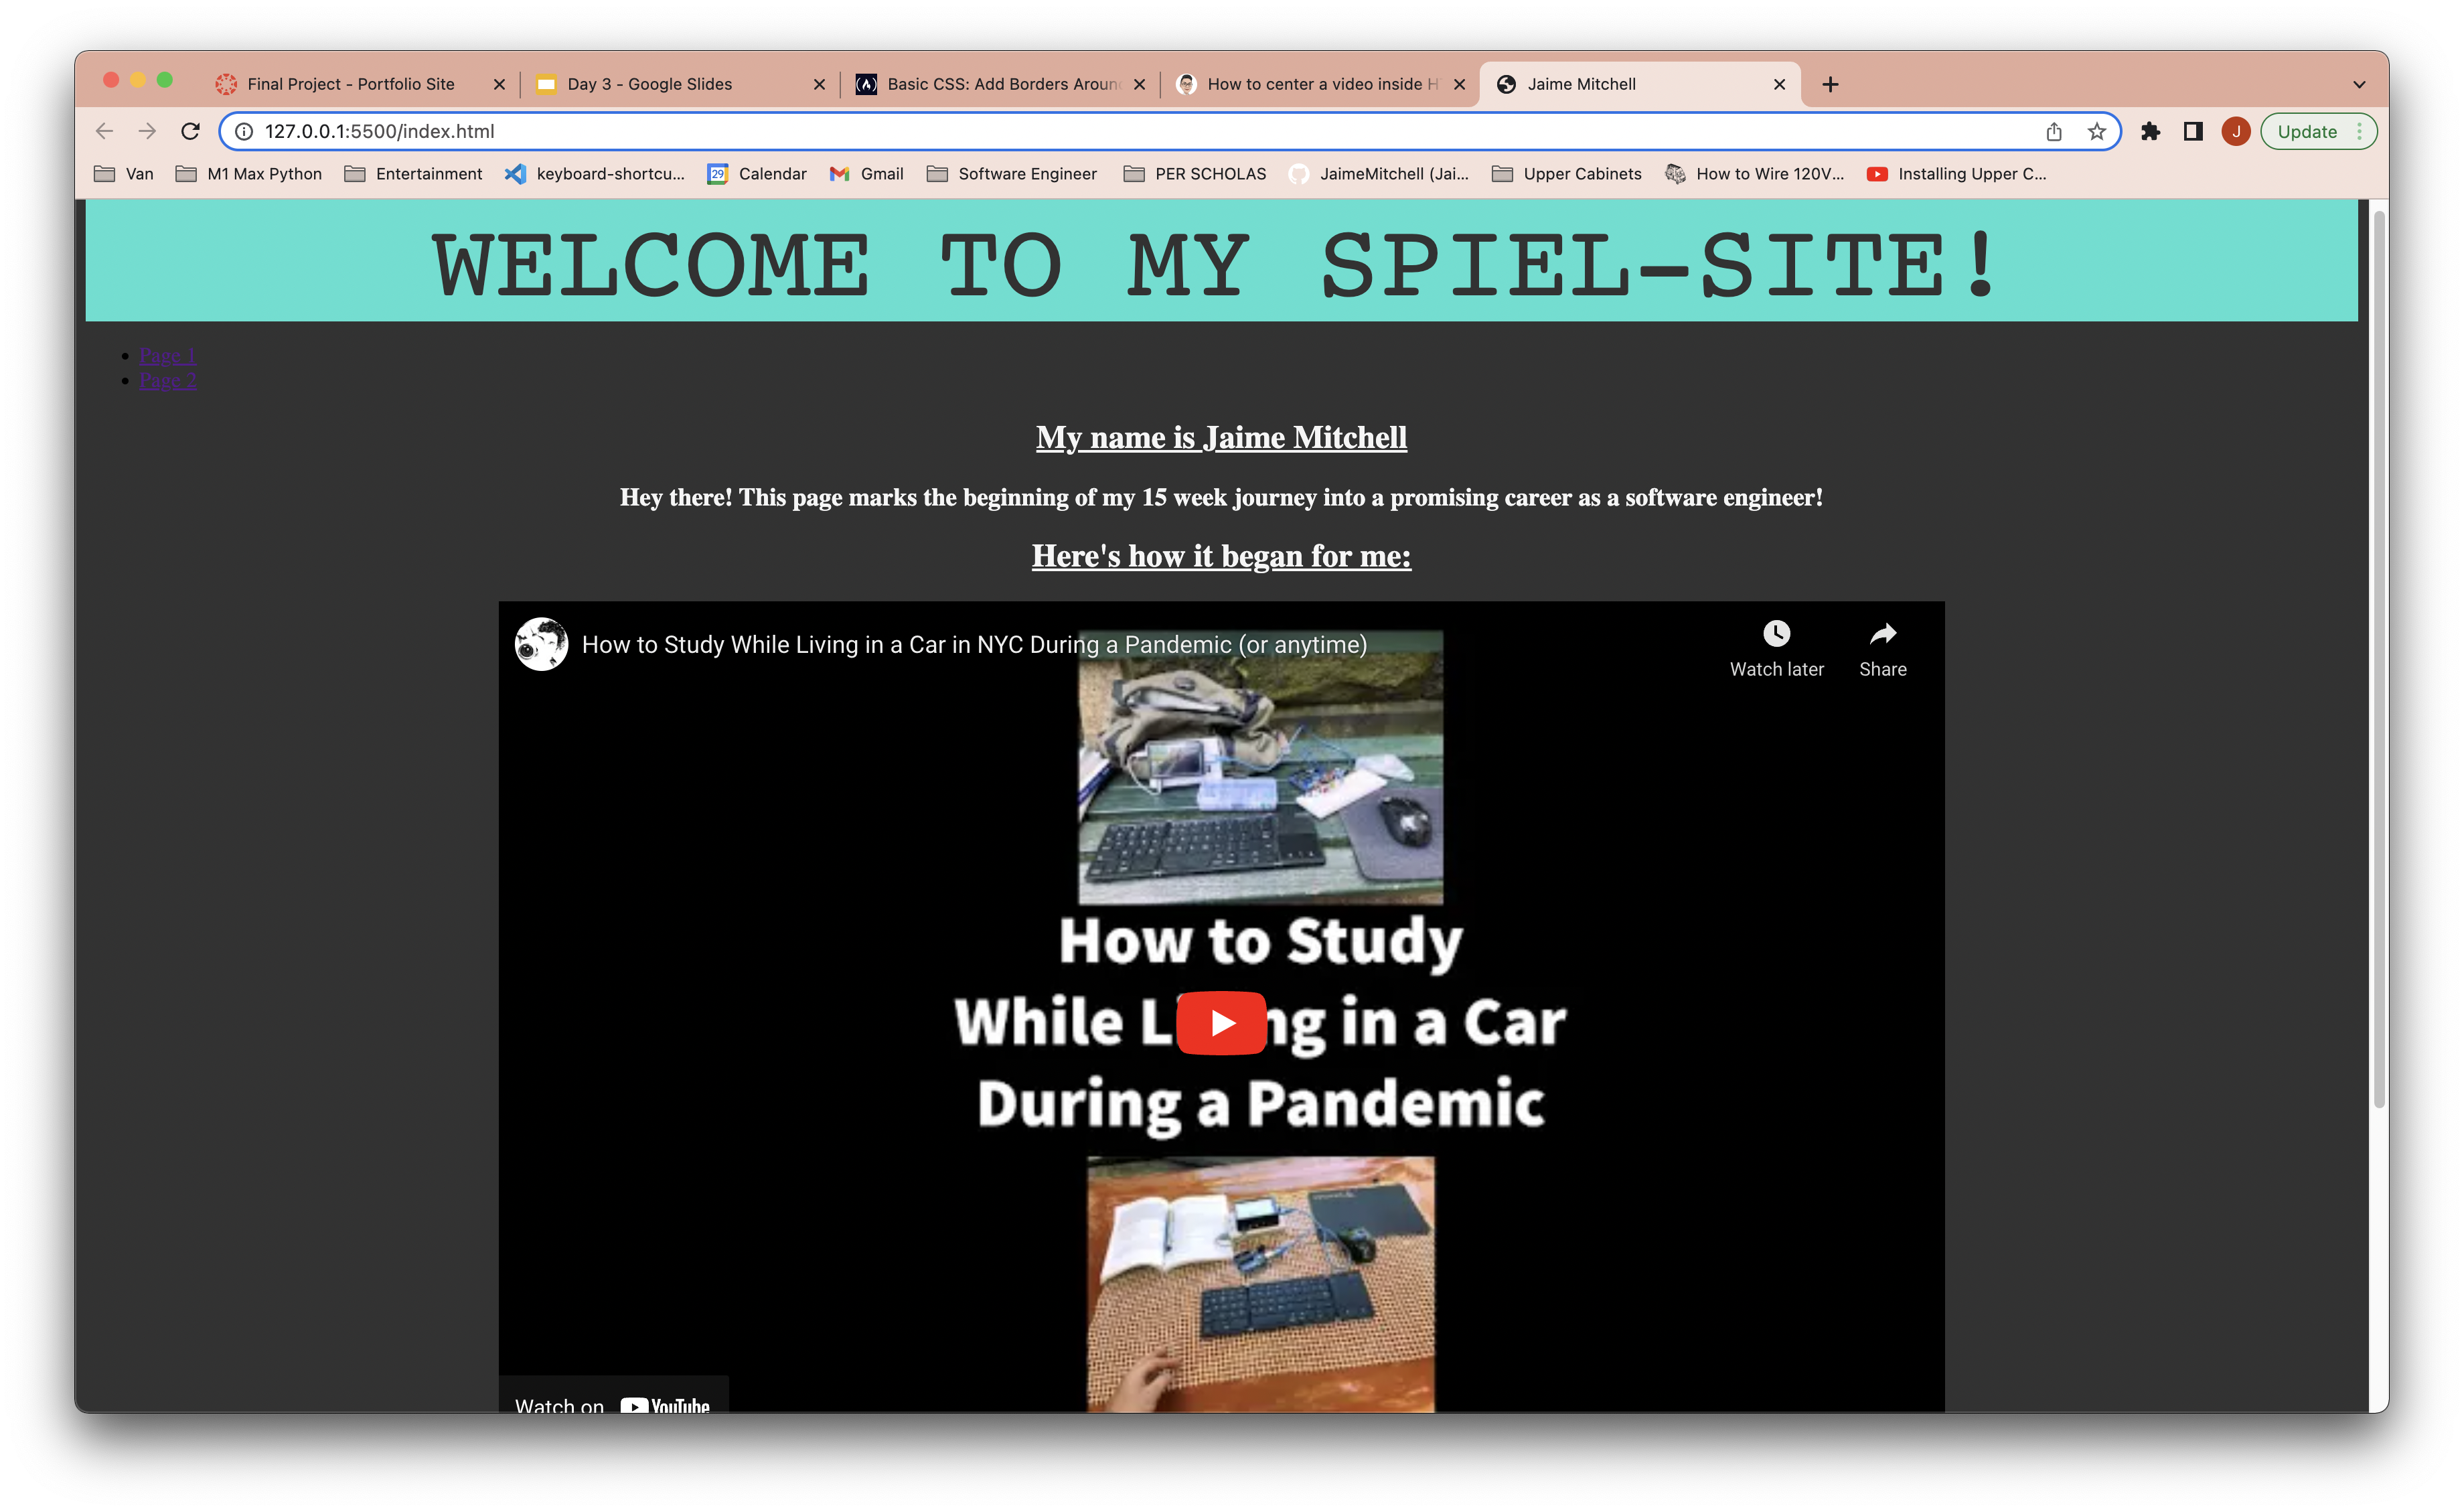 Final Project - Portfolio Site
Day 3 - Google Slides
Basic CSS: Add Borders Aroun
How to center a video inside H
Jaime Mitchell
127.0.0.1:5500/index.html
J
Update
Van
M1 Max Python
Entertainment
keyboard-shortcu...
29
Calendar
Gmail
Software Engineer
PER SCHOLAS
JaimeMitchell (Jai...
Upper Cabinets
How to Wire 120V...
Installing Upper C...
WELCOME TO MY SPIEL-SITE!
Page 1
Page 2
My name is Jaime Mitchell
Hey there! This page marks the beginning of my 15 week journey into a promising career as a software engineer!
Here's how it began for me:
How to Study While Living in a Car in NYC During a Pandemic (or anytime)
Watch later
Share
How to Study
While L ng in a Car
During a Pandemic
Watch on YouTube